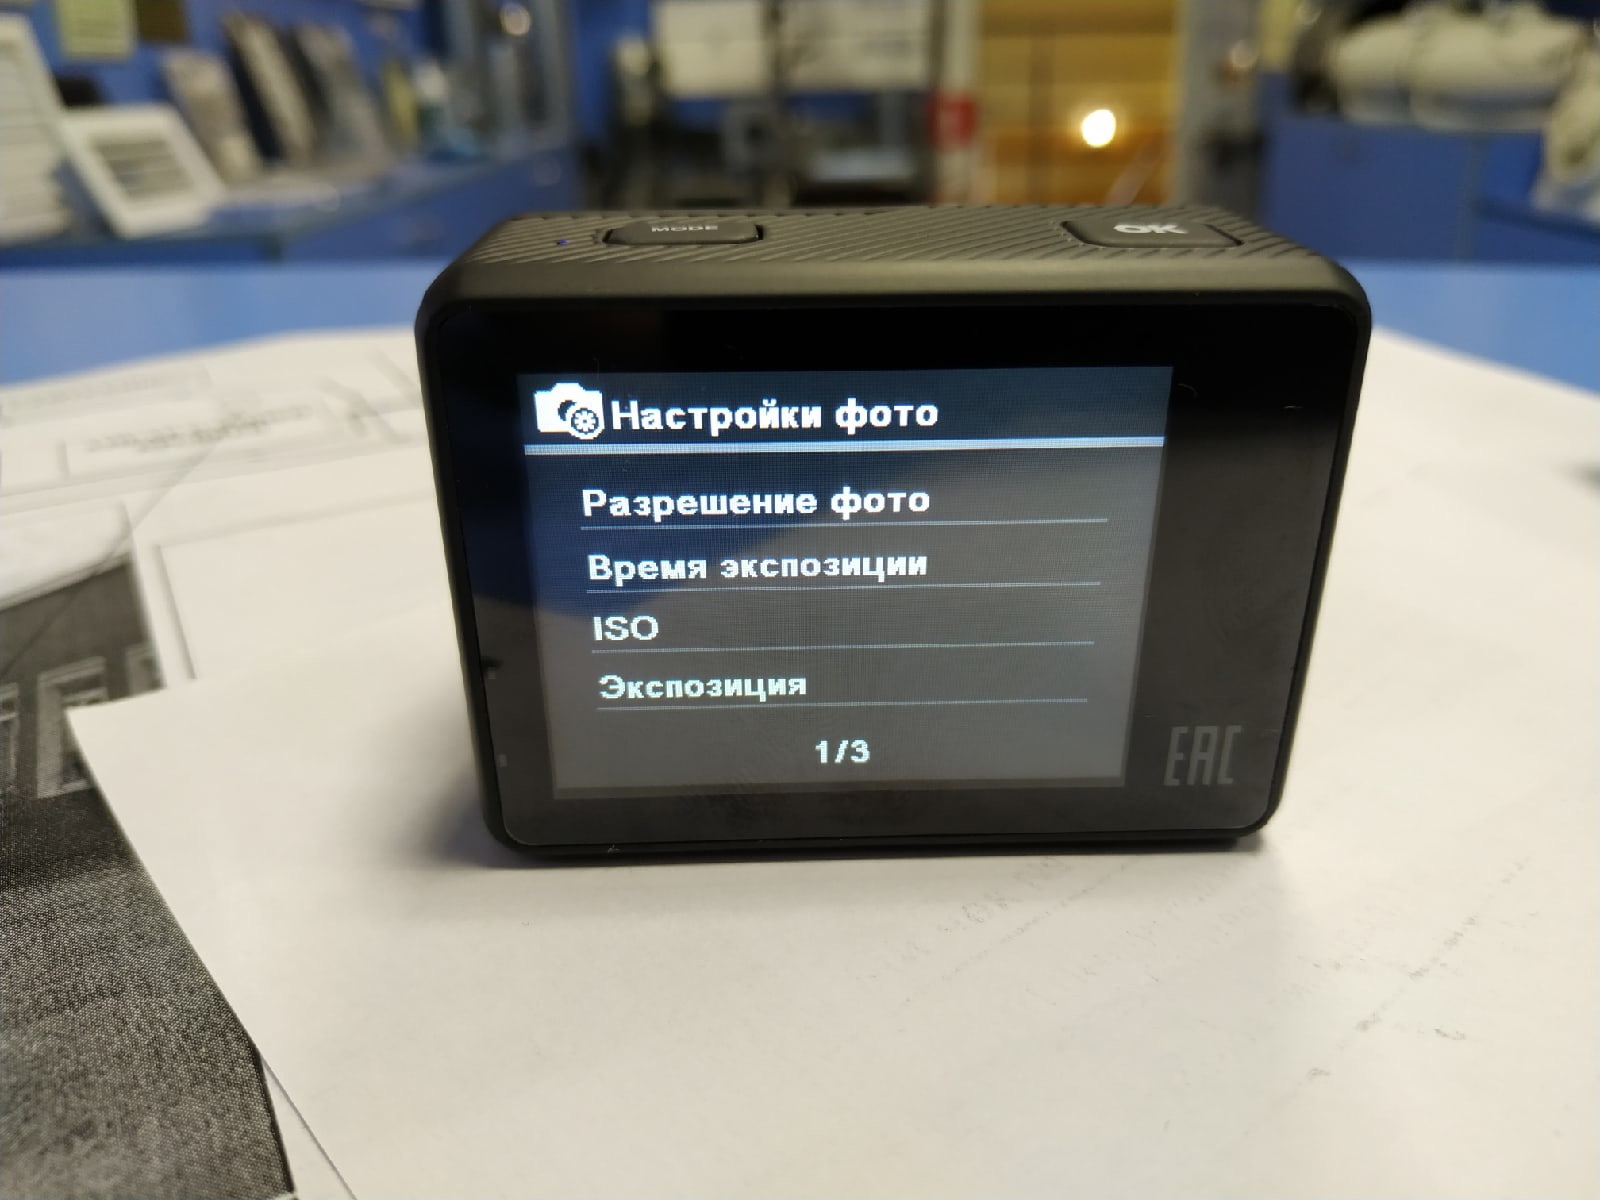 MODE
OK
Настройки фото
Разрешение фото
Время экспозиции
ISO
Экспозиция
1/3
EAC